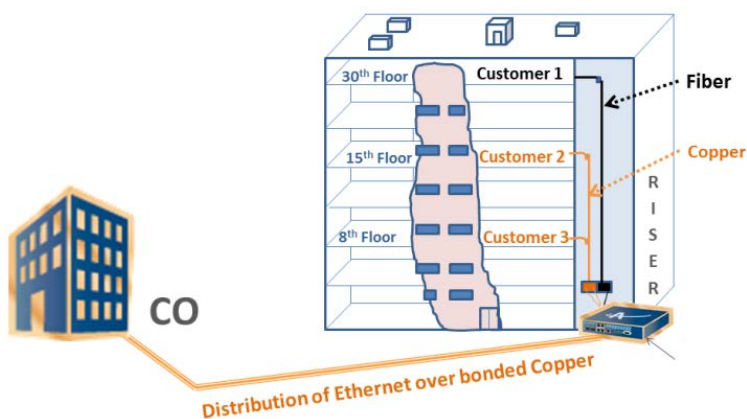 30th Floor
Customer 1
Fiber
15th Floor
Customer 2
Copper
RISER
8th Floor
Customer 3
CO
A
Distribution of Ethernet over bonded Copper